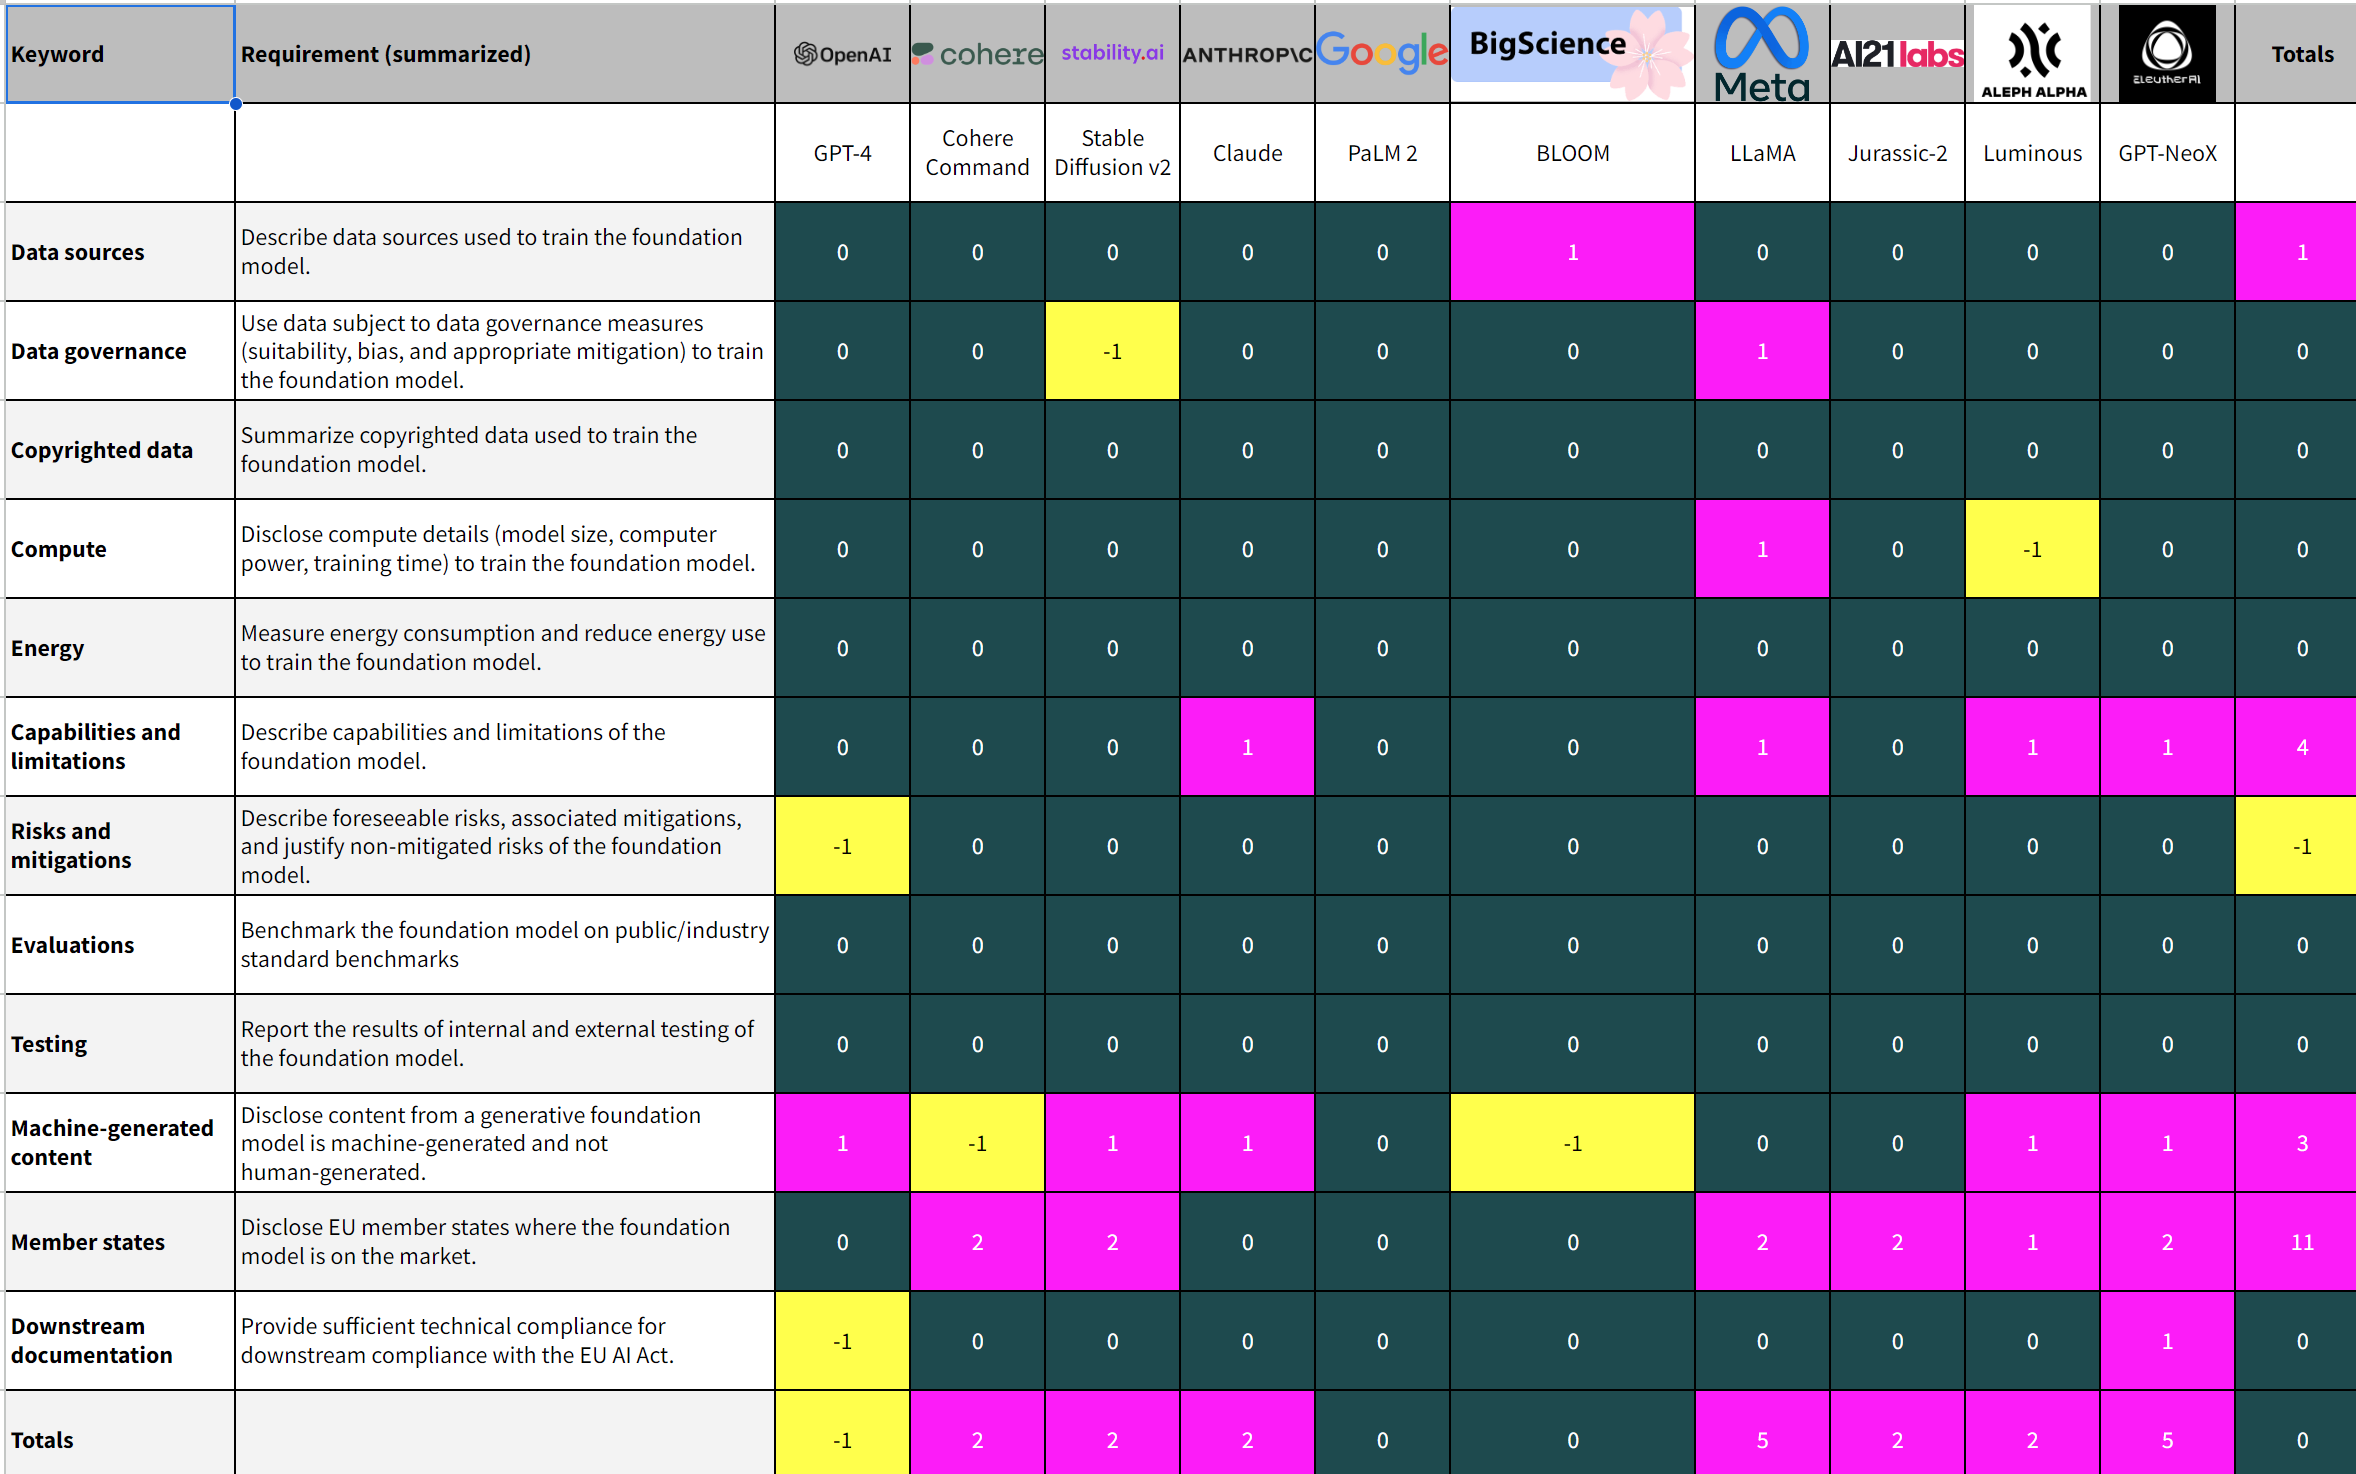 Keyword
Requirement (summarized)
OpenAI
cohere
stability.ai
ANTHROP\C
Google
BigScience
Meta
AI21labs
ALEPH ALPHA
EleutherAI
Totals
GPT-4
Cohere
Command
Stable
Diffusion v2
Claude
PaLM 2
BLOOM
LLaMA
Jurassic-2
Luminous
GPT-NeoX
Data sources
Describe data sources used to train the foundation
model.
0 0 0 0 0 1 0 0 0 0 1
Data governance
Use data subject to data governance measures
(suitability, bias, and appropriate mitigation) to train
the foundation model.
0 0 -1 0 0 0 1 0 0 0 0
Copyrighted data
Summarize copyrighted data used to train the
foundation model.
0 0 0 0 0 0 0 0 0 0 0
Compute
Disclose compute details (model size, computer
power, training time) to train the foundation model.
0 0 0 0 0 0 1 0 -1 0 0
Energy
Measure energy consumption and reduce energy use
to train the foundation model.
0 0 0 0 0 0 0 0 0 0 0
Capabilities and
limitations
Describe capabilities and limitations of the
foundation model.
0 0 0 1 0 0 1 0 1 1 4
Risks and
mitigations
Describe foreseeable risks, associated mitigations,
and justify non-mitigated risks of the foundation
model.
-1 0 0 0 0 0 0 0 0 0 -1
Evaluations
Benchmark the foundation model on public/industry
standard benchmarks
0 0 0 0 0 0 0 0 0 0 0
Testing
Report the results of internal and external testing of
the foundation model.
0 0 0 0 0 0 0 0 0 0 0
Machine-generated
content
Disclose content from a generative foundation
model is machine-generated and not
human-generated.
1 -1 1 1 0 -1 0 0 1 1 3
Member states
Disclose EU member states where the foundation
model is on the market.
0 2 2 0 0 0 2 2 1 2 11
Downstream
documentation
Provide sufficient technical compliance for
downstream compliance with the EU AI Act.
-1 0 0 0 0 0 0 0 0 1 0
Totals
-1 2 2 2 0 0 5 2 2 5 0